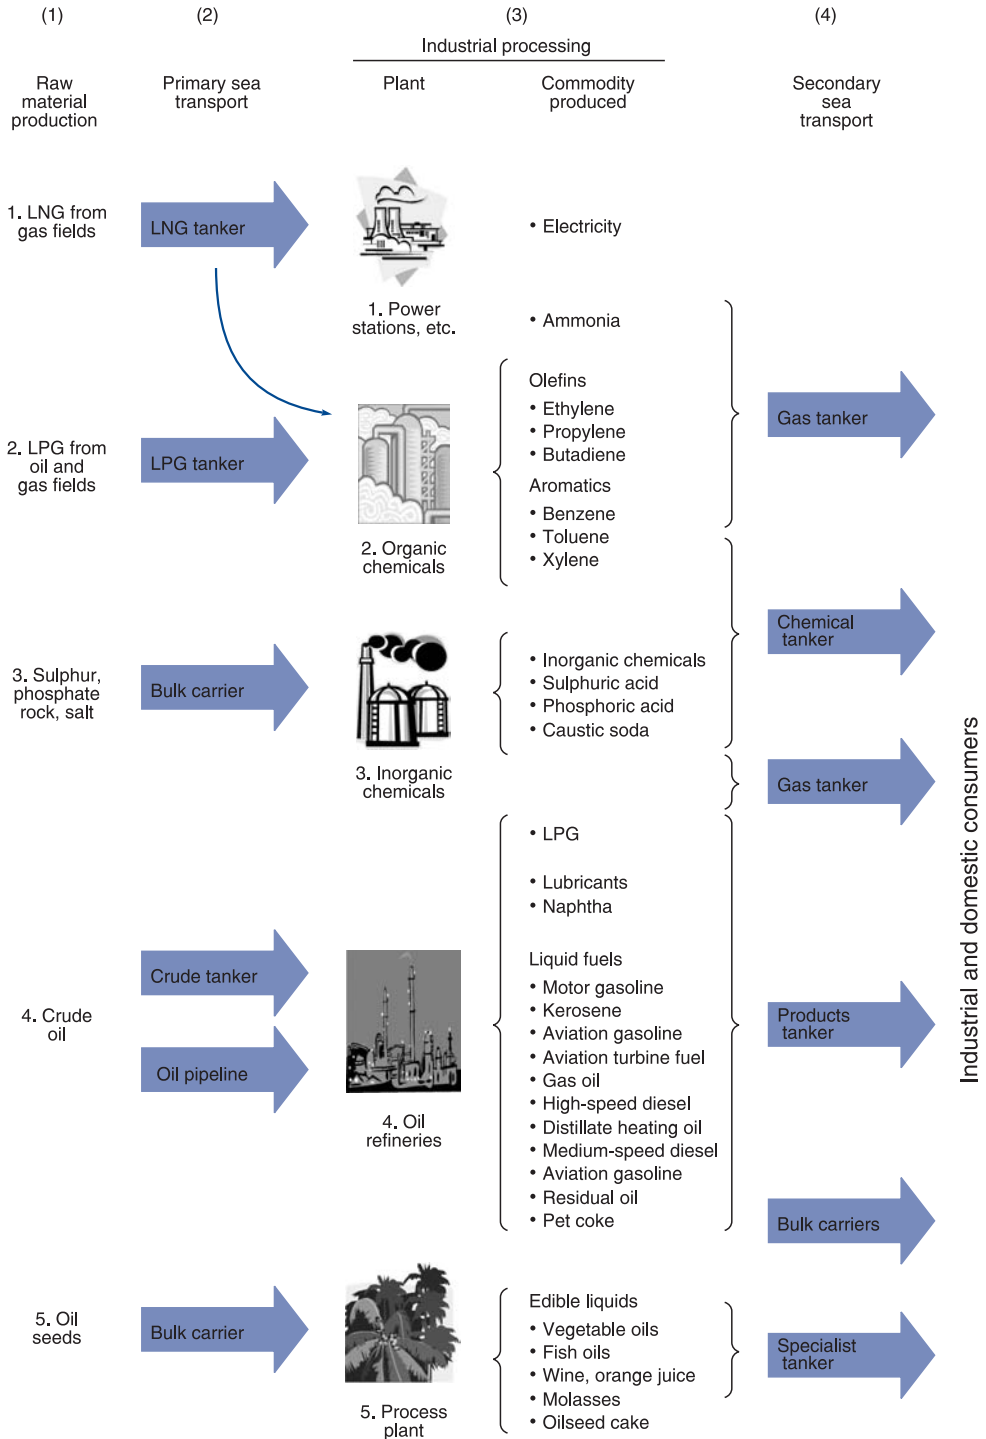 (1)
(2)
(3)
(4)
Industrial processing
Raw
material
production
Primary sea
transport
Plant
Commodity
produced
Secondary
sea
transport
1. LNG from
gas fields
LNG tanker
• Electricity
1. Power
stations, etc.
• Ammonia
Olefins
• Ethylene
• Propylene
• Butadiene
Gas tanker
2. LPG from
oil and
gas fields
LPG tanker
Aromatics
• Benzene
• Toluene
• Xylene
2. Organic
chemicals
Chemical
tanker
3. Sulphur,
phosphate
rock, salt
Bulk carrier
• Inorganic chemicals
• Sulphuric acid
• Phosphoric acid
• Caustic soda
3. Inorganic
chemicals
Gas tanker
• LPG
• Lubricants
• Naphtha
4. Crude
oil
Crude tanker
Oil pipeline
Liquid fuels
• Motor gasoline
• Kerosene
• Aviation gasoline
• Aviation turbine fuel
• Gas oil
• High-speed diesel
• Distillate heating oil
• Medium-speed diesel
• Aviation gasoline
• Residual oil
• Pet coke
4. Oil
refineries
Products
tanker
Bulk carriers
5. Oil
seeds
Bulk carrier
Edible liquids
• Vegetable oils
• Fish oils
• Wine, orange juice
• Molasses
• Oilseed cake
5. Process
plant
Specialist
tanker
Industrial and domestic consumers